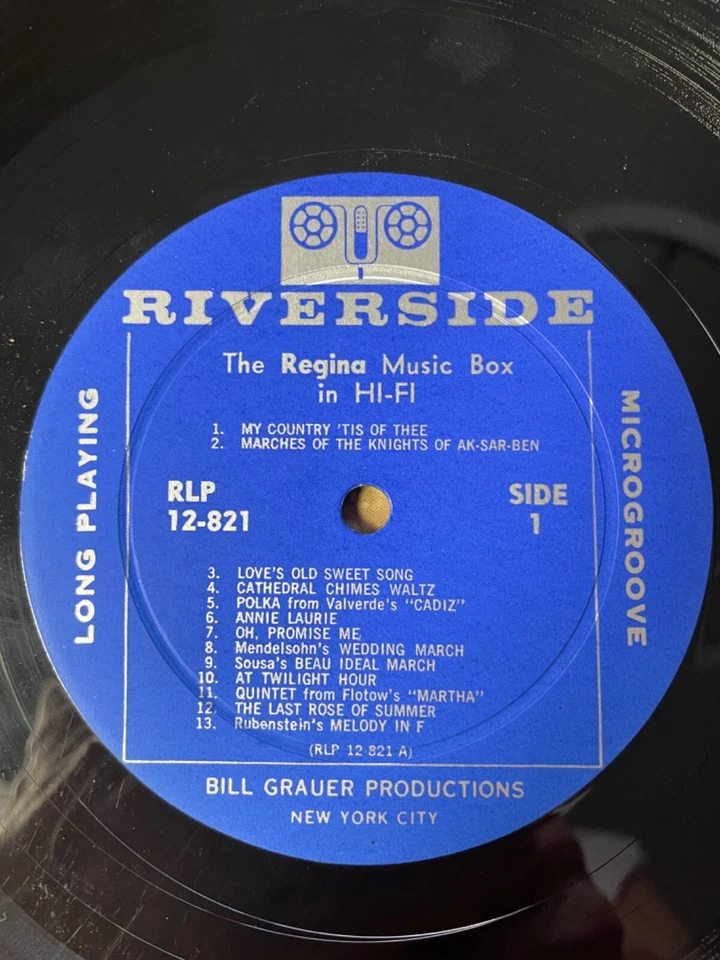 RIVERSIDE
The Regina Music Box
in HI-FI
1. MY COUNTRY 'TIS OF THEE
2. MARCHES OF THE KNIGHTS OF AK-SAR-BEN
RLP
12-821
SIDE
1
LONG PLAYING
MICROGROOVE
3. LOVE'S OLD SWEET SONG
4. CATHEDRAL CHIMES WALTZ
5. POLKA from Valverde's "CADIZ"
6. ANNIE LAURIE
7. OH, PROMISE ME
8. Mendelsohn's WEDDING MARCH
9. Sousa's BEAU IDEAL MARCH
10. AT TWILIGHT HOUR
11. QUINTET from Flotow's "MARTHA"
12. THE LAST ROSE OF SUMMER
13. Rubenstein's MELODY IN F
(RLP 12 821 A)
BILL GRAUER PRODUCTIONS
NEW YORK CITY